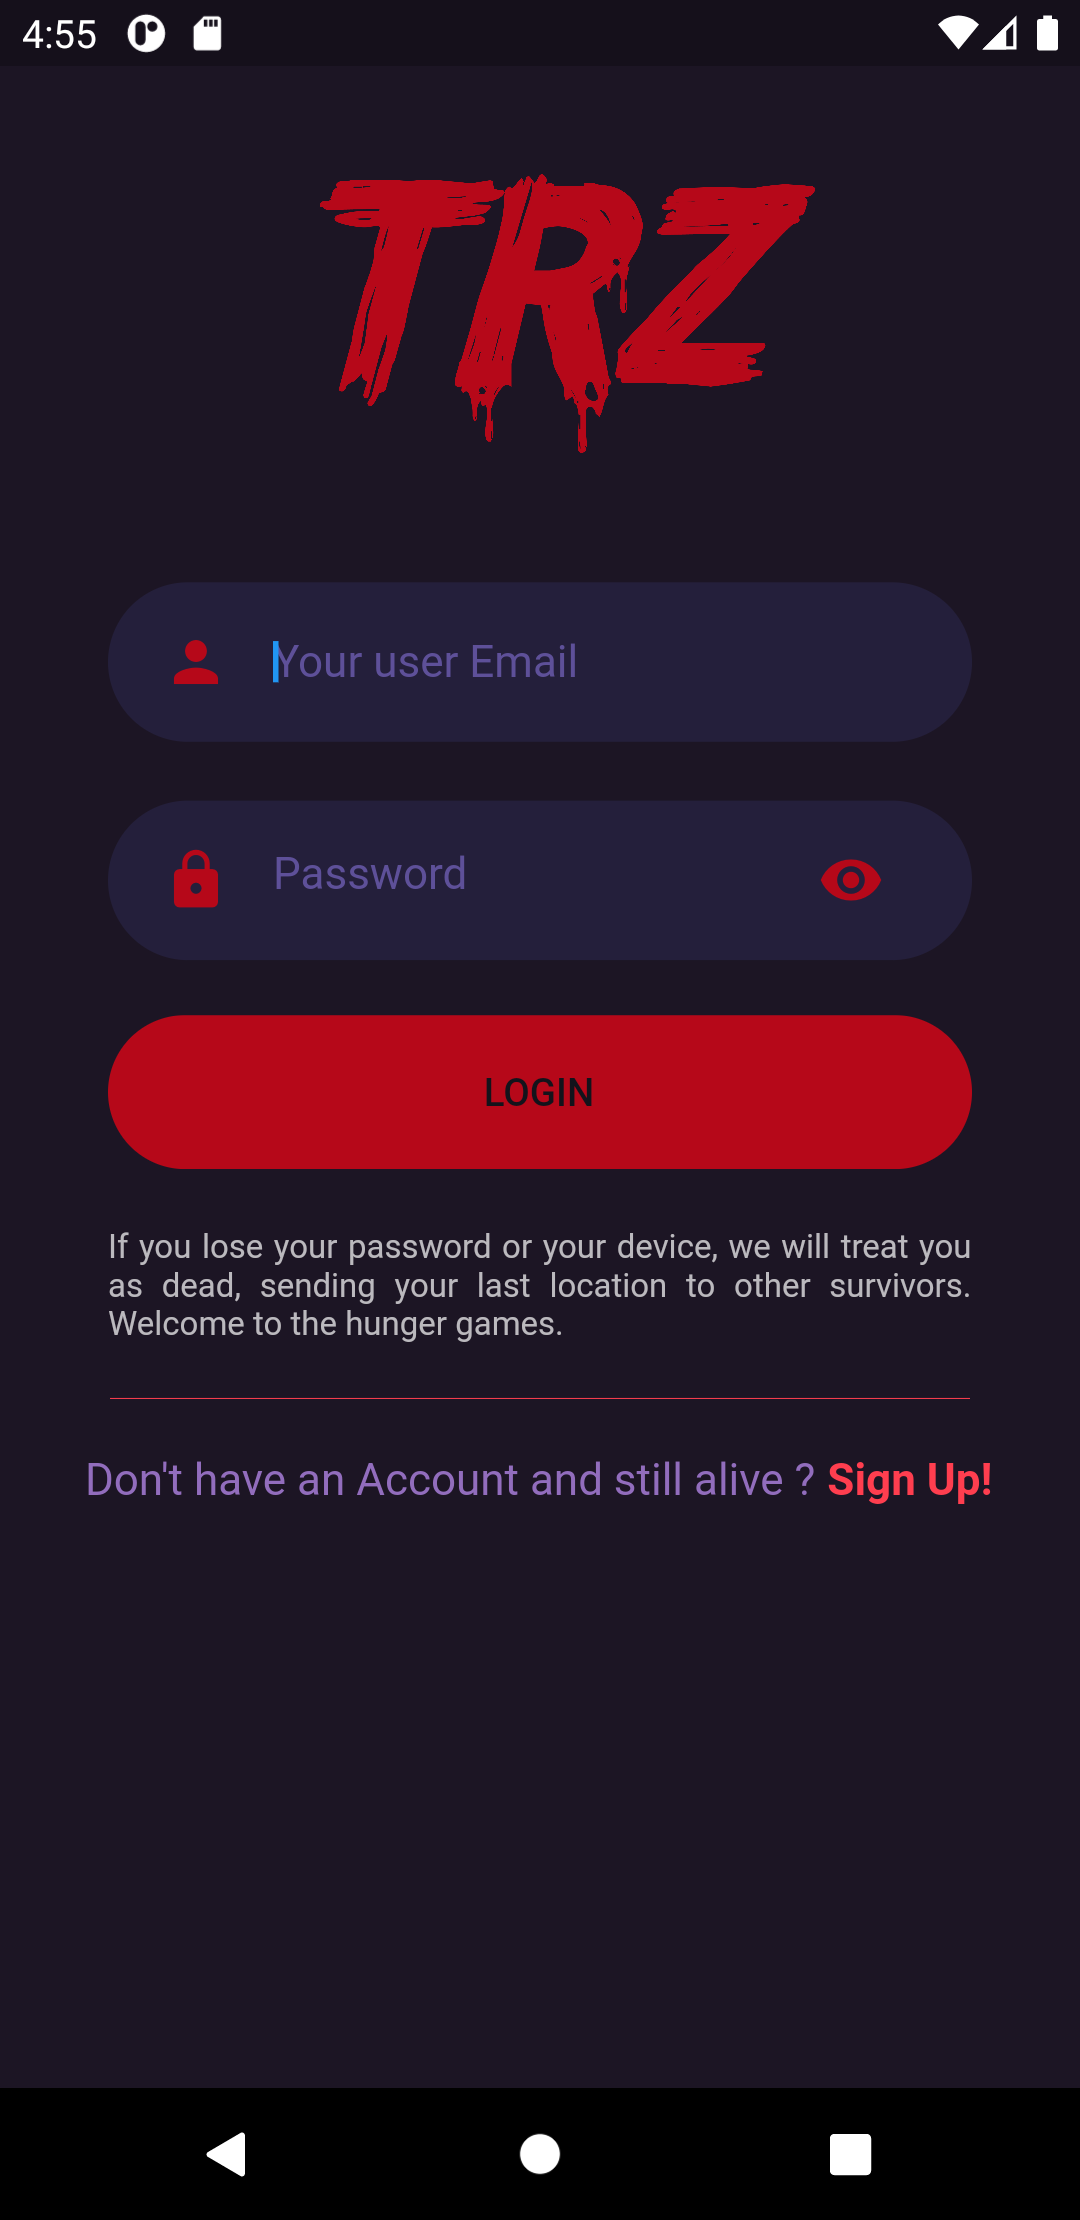 4:55
TRZ
Your user Email
Password
LOGIN
If you lose your password or your device, we will treat you
as dead, sending your last location to other survivors.
Welcome to the hunger games.
Don't have an Account and still alive ? Sign Up!